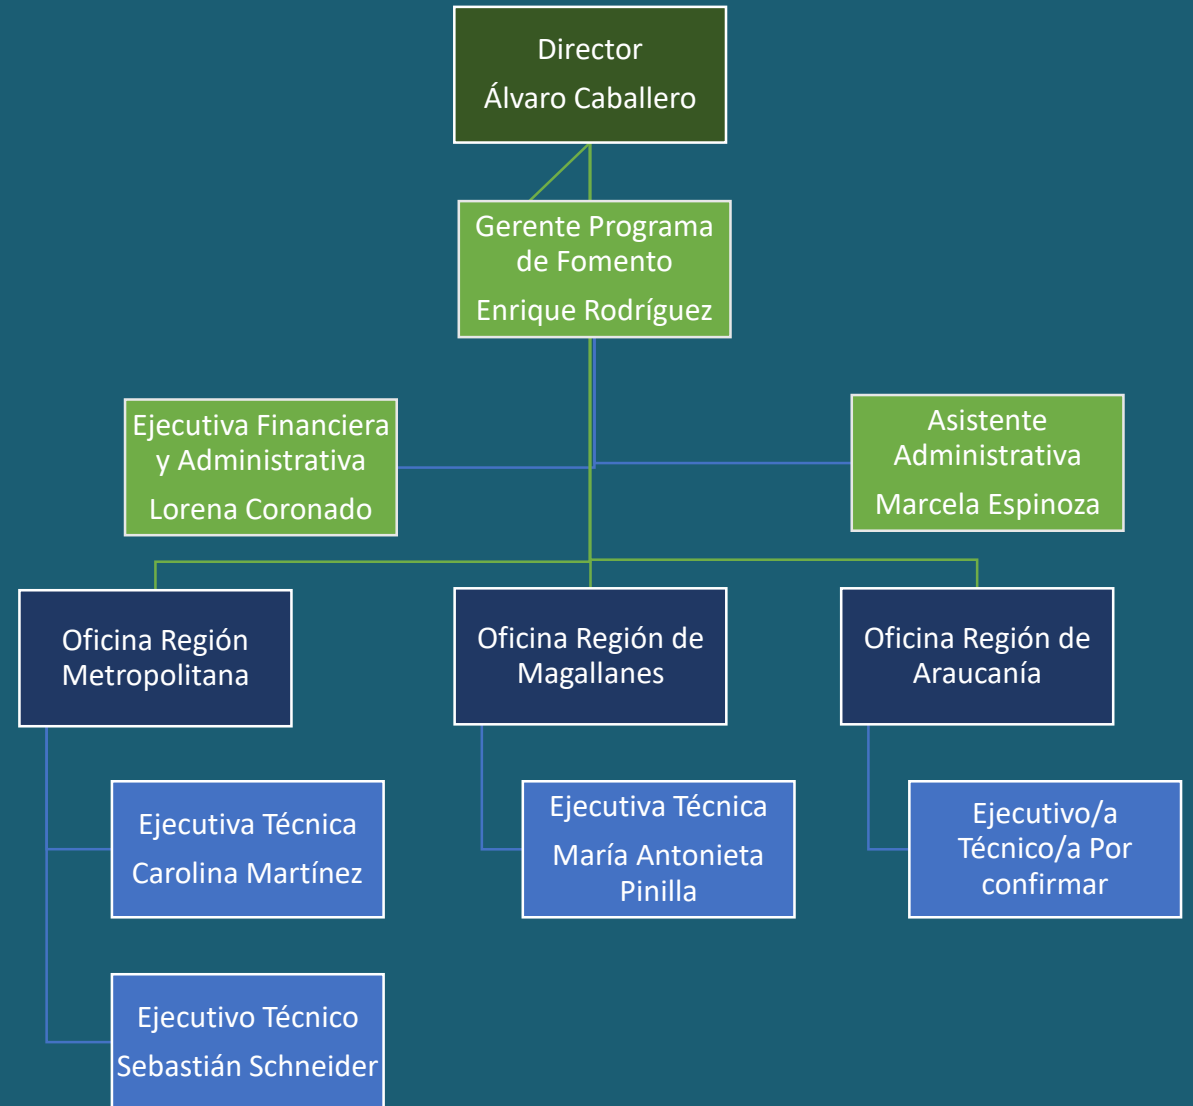 Director
Álvaro Caballero
Gerente Programa
de Fomento
Enrique Rodríguez
Ejecutiva Financiera
y Administrativa
Lorena Coronado
Asistente
Administrativa
Marcela Espinoza
Oficina Región
Metropolitana
Oficina Región de
Magallanes
Oficina Región de
Araucanía
Ejecutiva Técnica
Carolina Martínez
Ejecutiva Técnica
María Antonieta
Pinilla
Ejecutivo/a
Técnico/a Por
confirmar
Ejecutivo Técnico
Sebastián Schneider